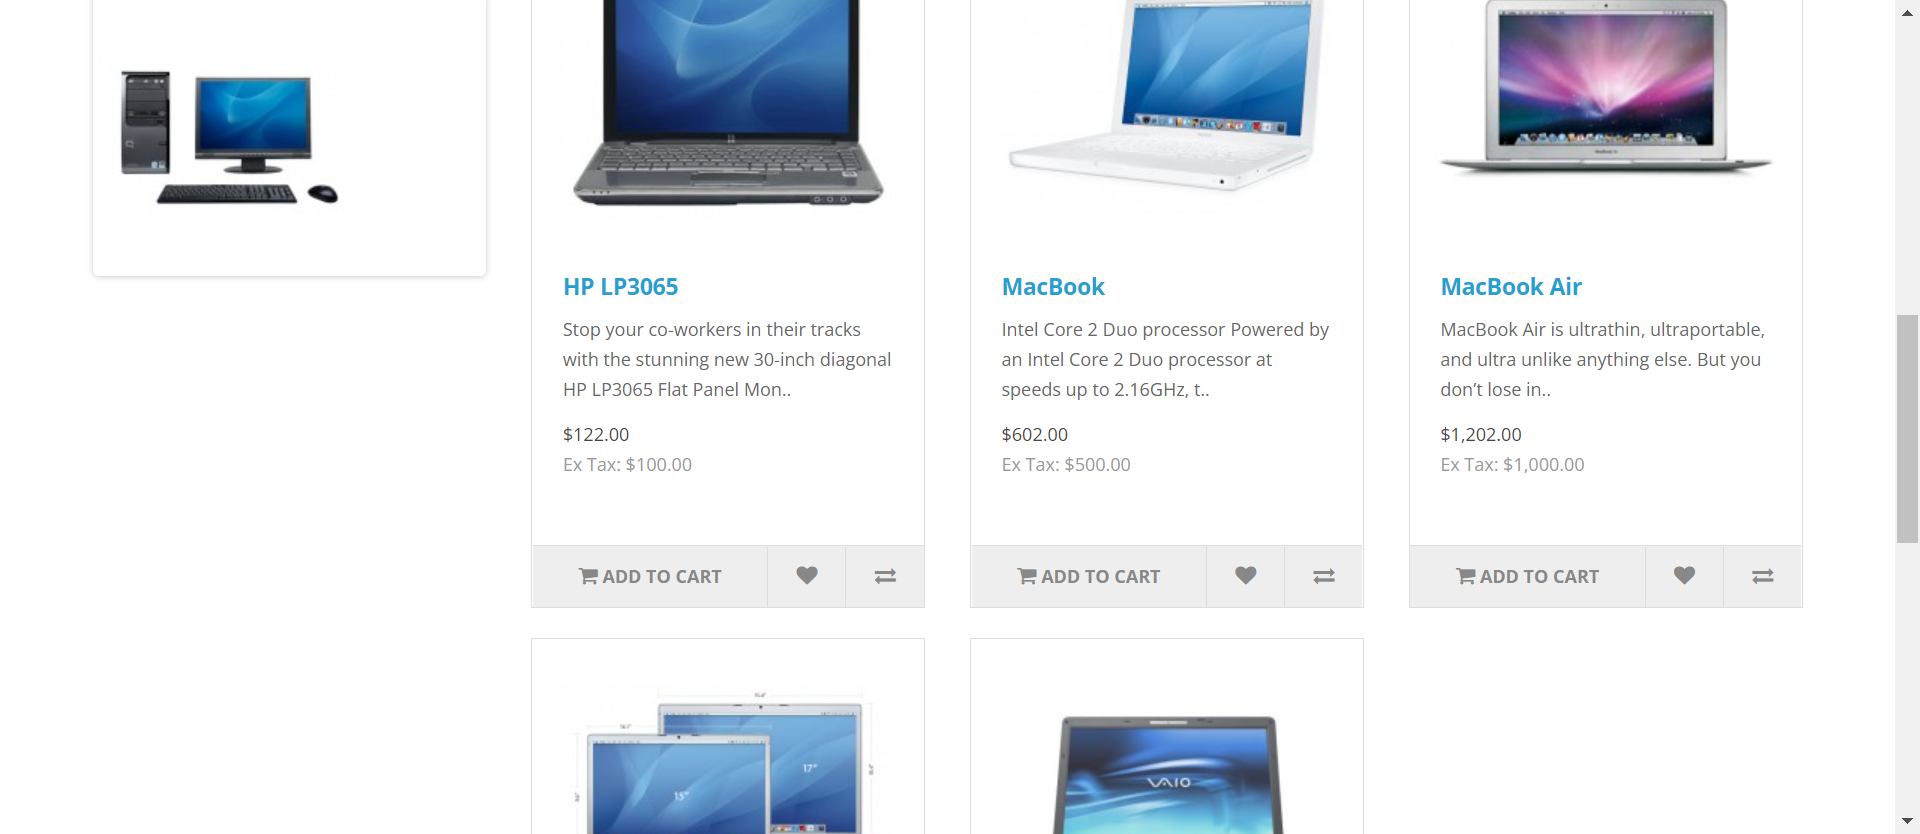 HP LP3065
Stop your co-workers in their tracks
with the stunning new 30-inch diagonal
HP LP3065 Flat Panel Mon..
$122.00
Ex Tax: $100.00
ADD TO CART
MacBook
Intel Core 2 Duo processor Powered by
an Intel Core 2 Duo processor at
speeds up to 2.16GHz, t..
$602.00
Ex Tax: $500.00
ADD TO CART
MacBook Air
MacBook Air is ultrathin, ultraportable,
and ultra unlike anything else. But you
don’t lose in..
$1,202.00
Ex Tax: $1,000.00
ADD TO CART
17"
15"
VAIO